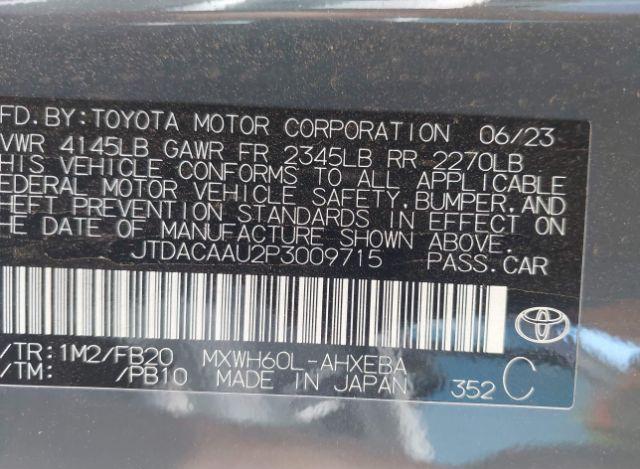 FD. BY: TOYOTA MOTOR CORPORATION 06/23
VWR 4145LB GAWR FR 2345LB RR 2270LB
HIS VEHICLE CONFORMS TO ALL APPLICABLE
EDERAL MOTOR VEHICLE SAFETY, BUMPER, AND
HEFT PREVENTION STANDARDS IN EFFECT ON
HE DATE OF MANUFACTURE SHOWN ABOVE.
JTDACAAU2P3009715 PASS.CAR
/TR: 1M2/FB20 MXWH60L-AHXEBA
/TM: /PB10 MADE IN JAPAN 352 C